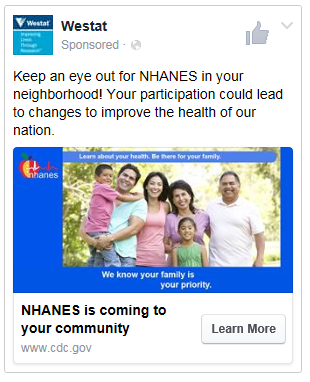 Westat
Improving
Lives
Through
Research
Westat
Sponsored ·
Keep an eye out for NHANES in your
neighborhood! Your participation could lead
to changes to improve the health of our
nation.
Learn about your health. Be there for your family.
nhanes
We know your family is
your priority.
NHANES is coming to
your community
Learn More
www.cdc.gov